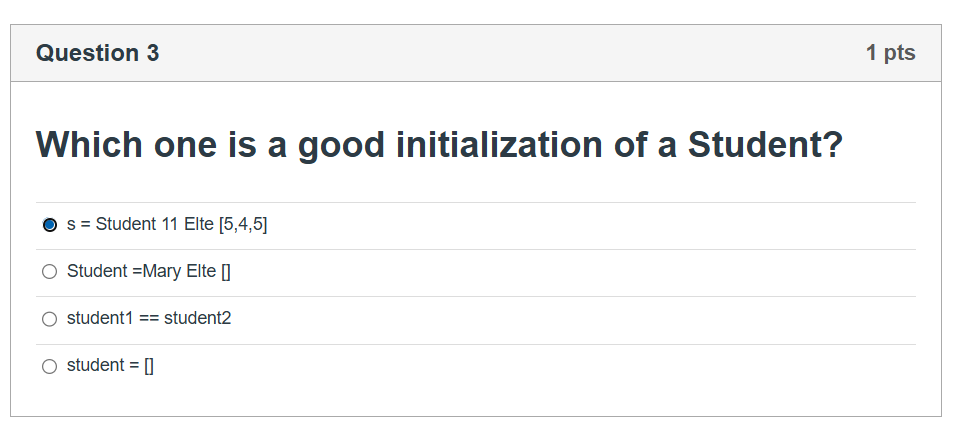 Question 3
1 pts
Which one is a good initialization of a Student?
s = Student 11 Elte [5,4,5]
Student =Mary Elte []
student1 == student2
student = []